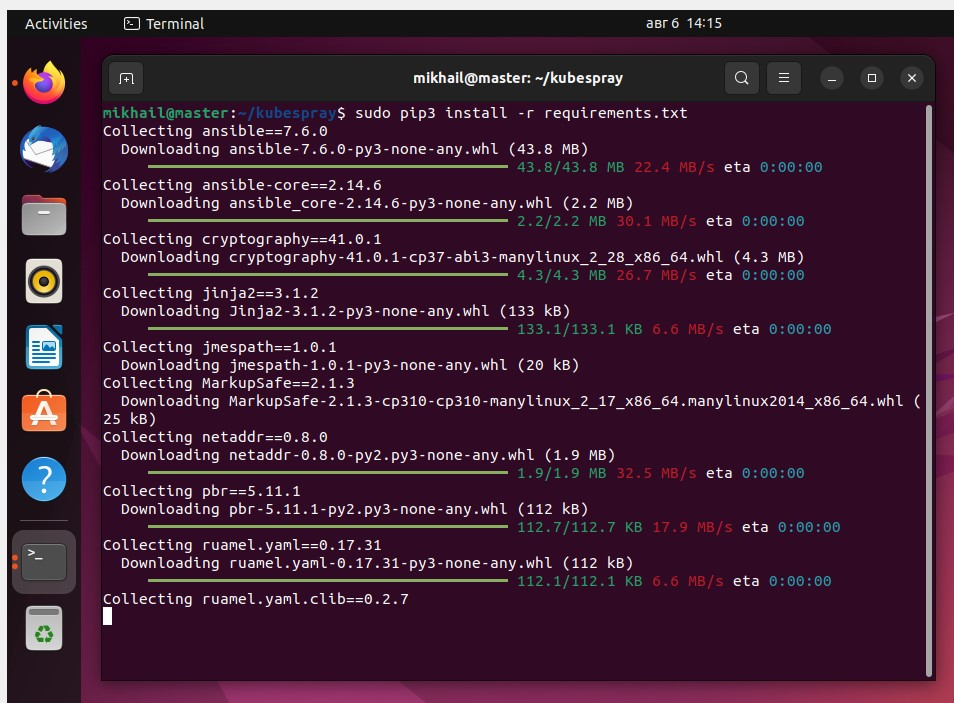 Activities
Terminal
авг 6 14:15
mikhail@master: ~/kubespray
mikhail@master:~/kubespray$ sudo pip3 install -r requirements.txt
Collecting ansible==7.6.0
Downloading ansible-7.6.0-py3-none-any.whl (43.8 MB)
43.8/43.8 MB 22.4 MB/s eta 0:00:00
Collecting ansible-core==2.14.6
Downloading ansible_core-2.14.6-py3-none-any.whl (2.2 MB)
2.2/2.2 MB 30.1 MB/s eta 0:00:00
Collecting cryptography==41.0.1
Downloading cryptography-41.0.1-cp37-abi3-manylinux_2_28_x86_64.whl (4.3 MB)
4.3/4.3 MB 26.7 MB/s eta 0:00:00
Collecting jinja2==3.1.2
Downloading Jinja2-3.1.2-py3-none-any.whl (133 kB)
133.1/133.1 KB 6.6 MB/s eta 0:00:00
Collecting jmespath==1.0.1
Downloading jmespath-1.0.1-py3-none-any.whl (20 kB)
Collecting MarkupSafe==2.1.3
Downloading MarkupSafe-2.1.3-cp310-cp310-manylinux_2_17_x86_64.manylinux2014_x86_64.whl (
25 kB)
Collecting netaddr==0.8.0
Downloading netaddr-0.8.0-py2.py3-none-any.whl (1.9 MB)
1.9/1.9 MB 32.5 MB/s eta 0:00:00
Collecting pbr==5.11.1
Downloading pbr-5.11.1-py2.py3-none-any.whl (112 kB)
112.7/112.7 KB 17.9 MB/s eta 0:00:00
Collecting ruamel.yaml==0.17.31
Downloading ruamel.yaml-0.17.31-py3-none-any.whl (112 kB)
112.1/112.1 KB 6.6 MB/s eta 0:00:00
Collecting ruamel.yaml.clib==0.2.7